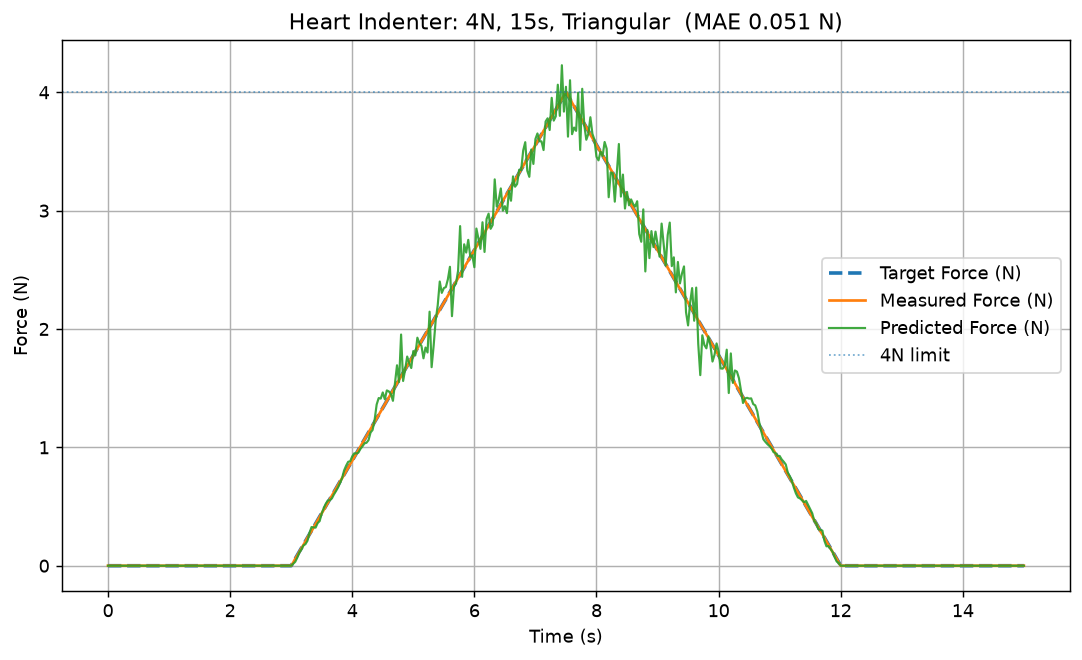 Heart Indenter: 4N, 15s, Triangular  (MAE 0.051 N)
Force (N)
4
3
2
1
0
Target Force (N)
Measured Force (N)
Predicted Force (N)
4N limit
0 2 4 6 8 10 12 14
Time (s)